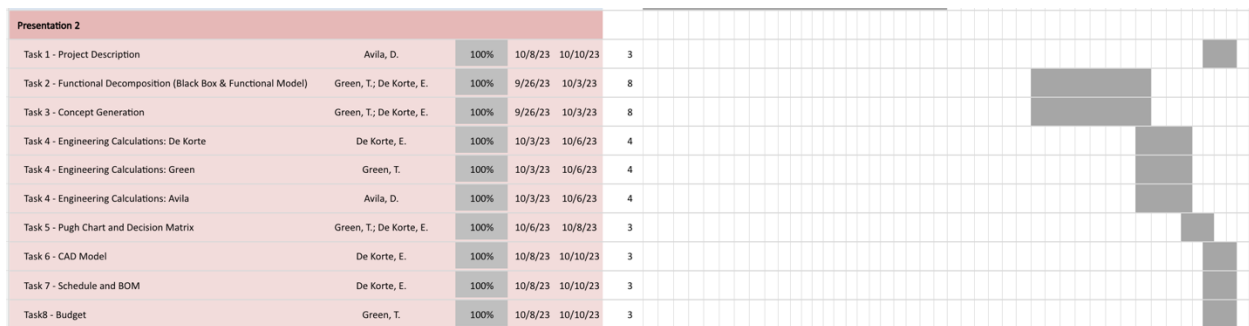 Presentation 2
Task 1 - Project Description Avila, D. 100% 10/8/23 10/10/23 3
Task 2 - Functional Decomposition (Black Box & Functional Model) Green, T.; De Korte, E. 100% 9/26/23 10/3/23 8
Task 3 - Concept Generation Green, T.; De Korte, E. 100% 9/26/23 10/3/23 8
Task 4 - Engineering Calculations: De Korte De Korte, E. 100% 10/3/23 10/6/23 4
Task 4 - Engineering Calculations: Green Green, T. 100% 10/3/23 10/6/23 4
Task 4 - Engineering Calculations: Avila Avila, D. 100% 10/3/23 10/6/23 4
Task 5 - Pugh Chart and Decision Matrix Green, T.; De Korte, E. 100% 10/6/23 10/8/23 3
Task 6 - CAD Model De Korte, E. 100% 10/8/23 10/10/23 3
Task 7 - Schedule and BOM De Korte, E. 100% 10/8/23 10/10/23 3
Task8 - Budget Green, T. 100% 10/8/23 10/10/23 3